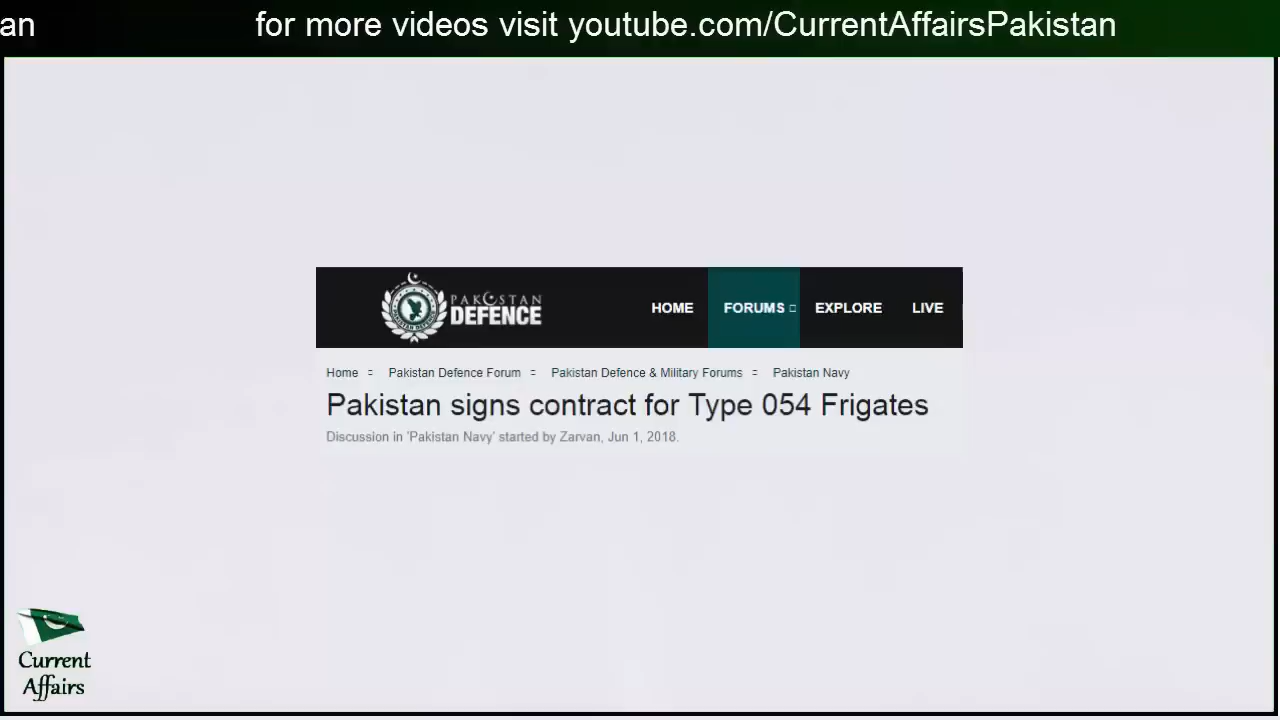 an for more videos visit youtube.com/CurrentAffairsPakistan
PAKISTAN
DEFENCE
HOME FORUMS EXPLORE LIVE
Home Pakistan Defence Forum Pakistan Defence & Military Forums Pakistan Navy
Pakistan signs contract for Type 054 Frigates
Discussion in 'Pakistan Navy' started by Zarvan, Jun 1, 2018.
Current
Affairs